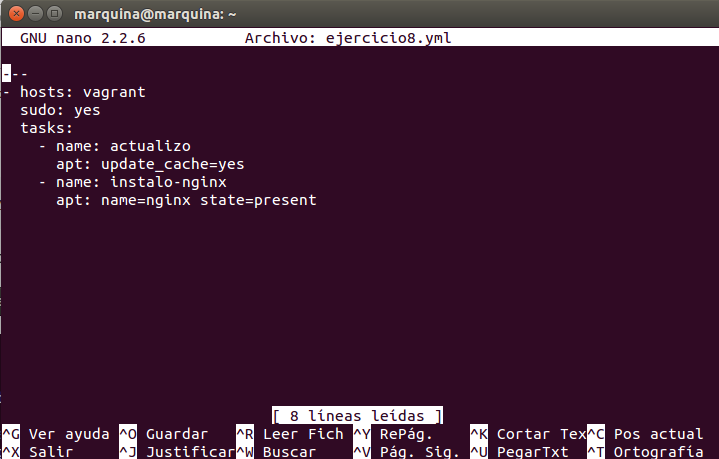 marquina@marquina: ~
GNU nano 2.2.6 Archivo: ejercicio8.yml
---
- hosts: vagrant
  sudo: yes
  tasks:
    - name: actualizo
      apt: update_cache=yes
    - name: instalo-nginx
      apt: name=nginx state=present
[ 8 líneas leídas ]
^G Ver ayuda ^O Guardar ^R Leer Fich ^Y RePág. ^K Cortar Tex ^C Pos actual
^X Salir ^J Justificar ^W Buscar ^V Pág. Sig. ^U PegarTxt ^T Ortografía